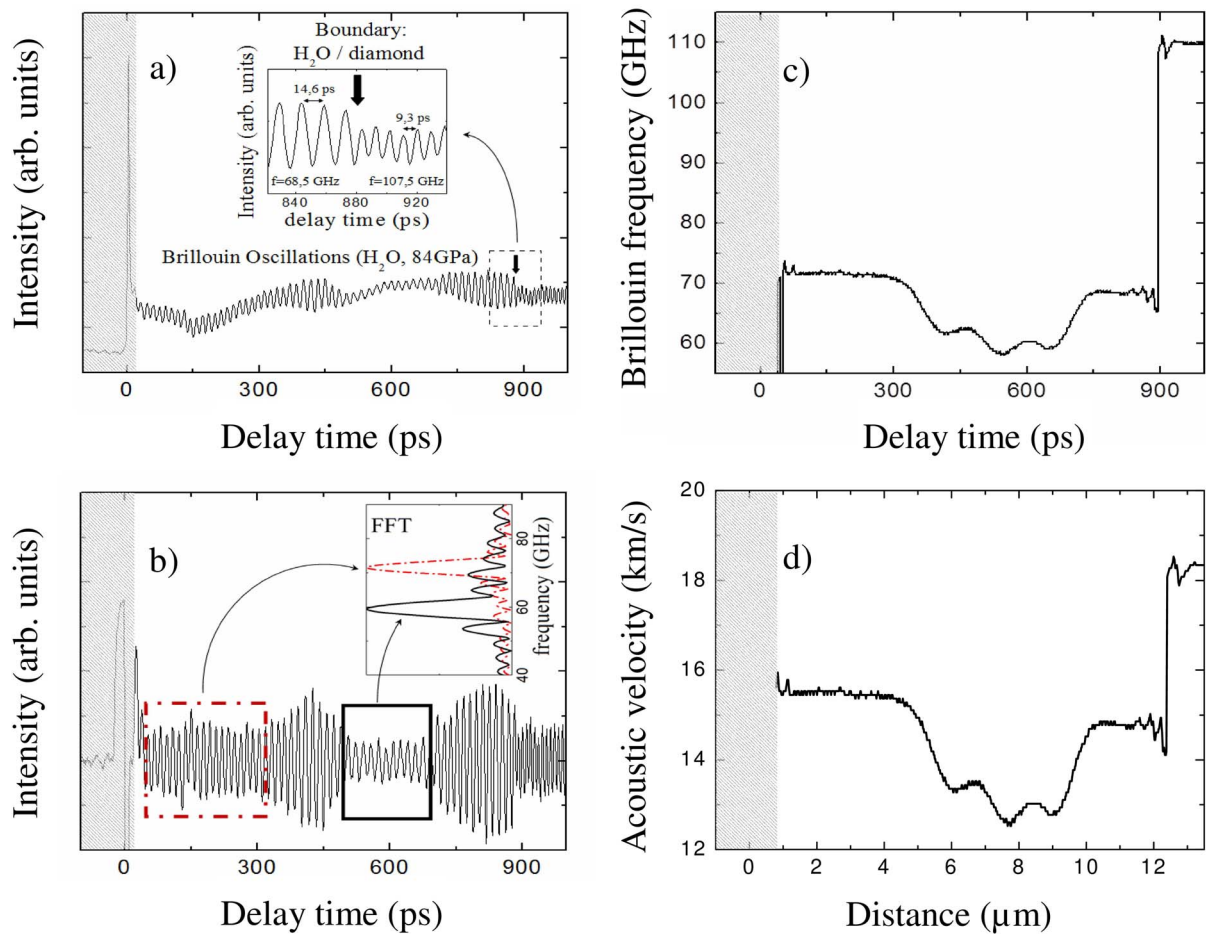 a)
Boundary:
H2O / diamond
14,6 ps
9,3 ps
f=68,5 GHz f=107,5 GHz
840 880 920
delay time (ps)
Intensity (arb. units)
Brillouin Oscillations (H2O, 84GPa)
Intensity (arb. units)
0 300 600 900
Delay time (ps)
c)
110
100
90
80
70
60
Brillouin frequency (GHz)
0 300 600 900
Delay time (ps)
b)
FFT
40 60 80
frequency (GHz)
Intensity (arb. units)
0 300 600 900
Delay time (ps)
d)
20
18
16
14
12
Acoustic velocity (km/s)
0 2 4 6 8 10 12
Distance (µm)